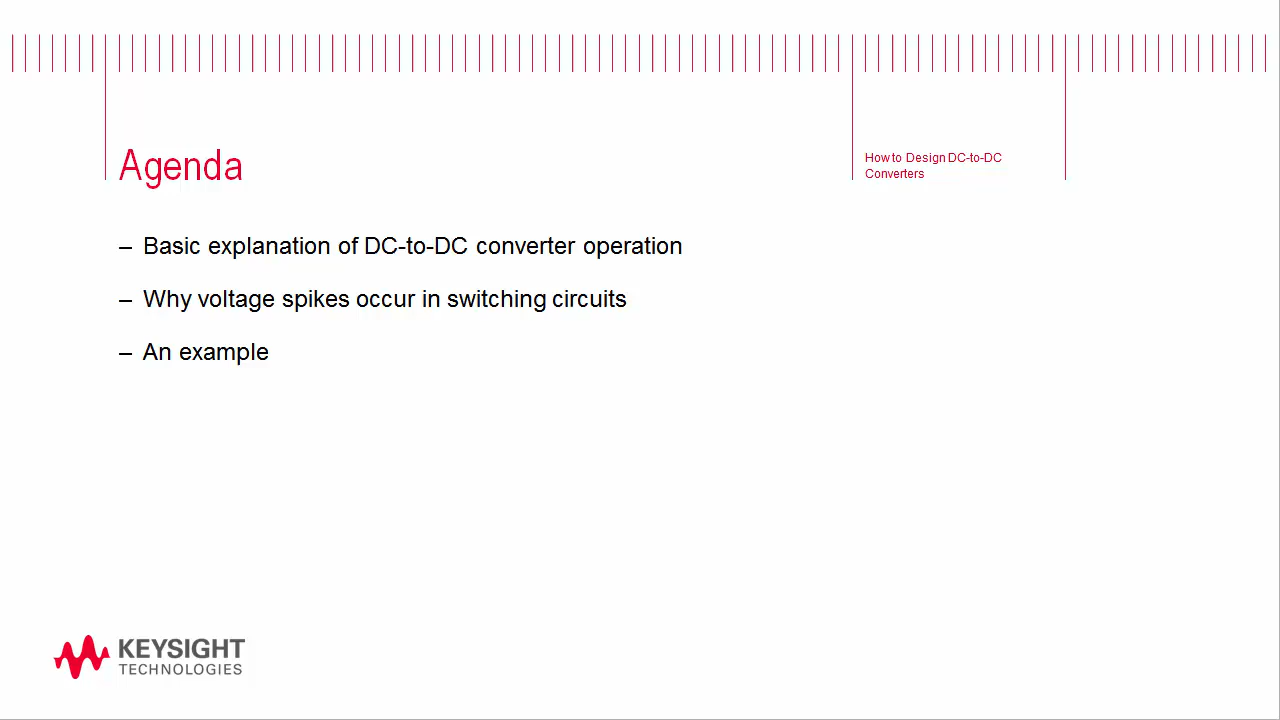 Agenda
How to Design DC-to-DC
Converters
– Basic explanation of DC-to-DC converter operation
– Why voltage spikes occur in switching circuits
– An example
KEYSIGHT
TECHNOLOGIES